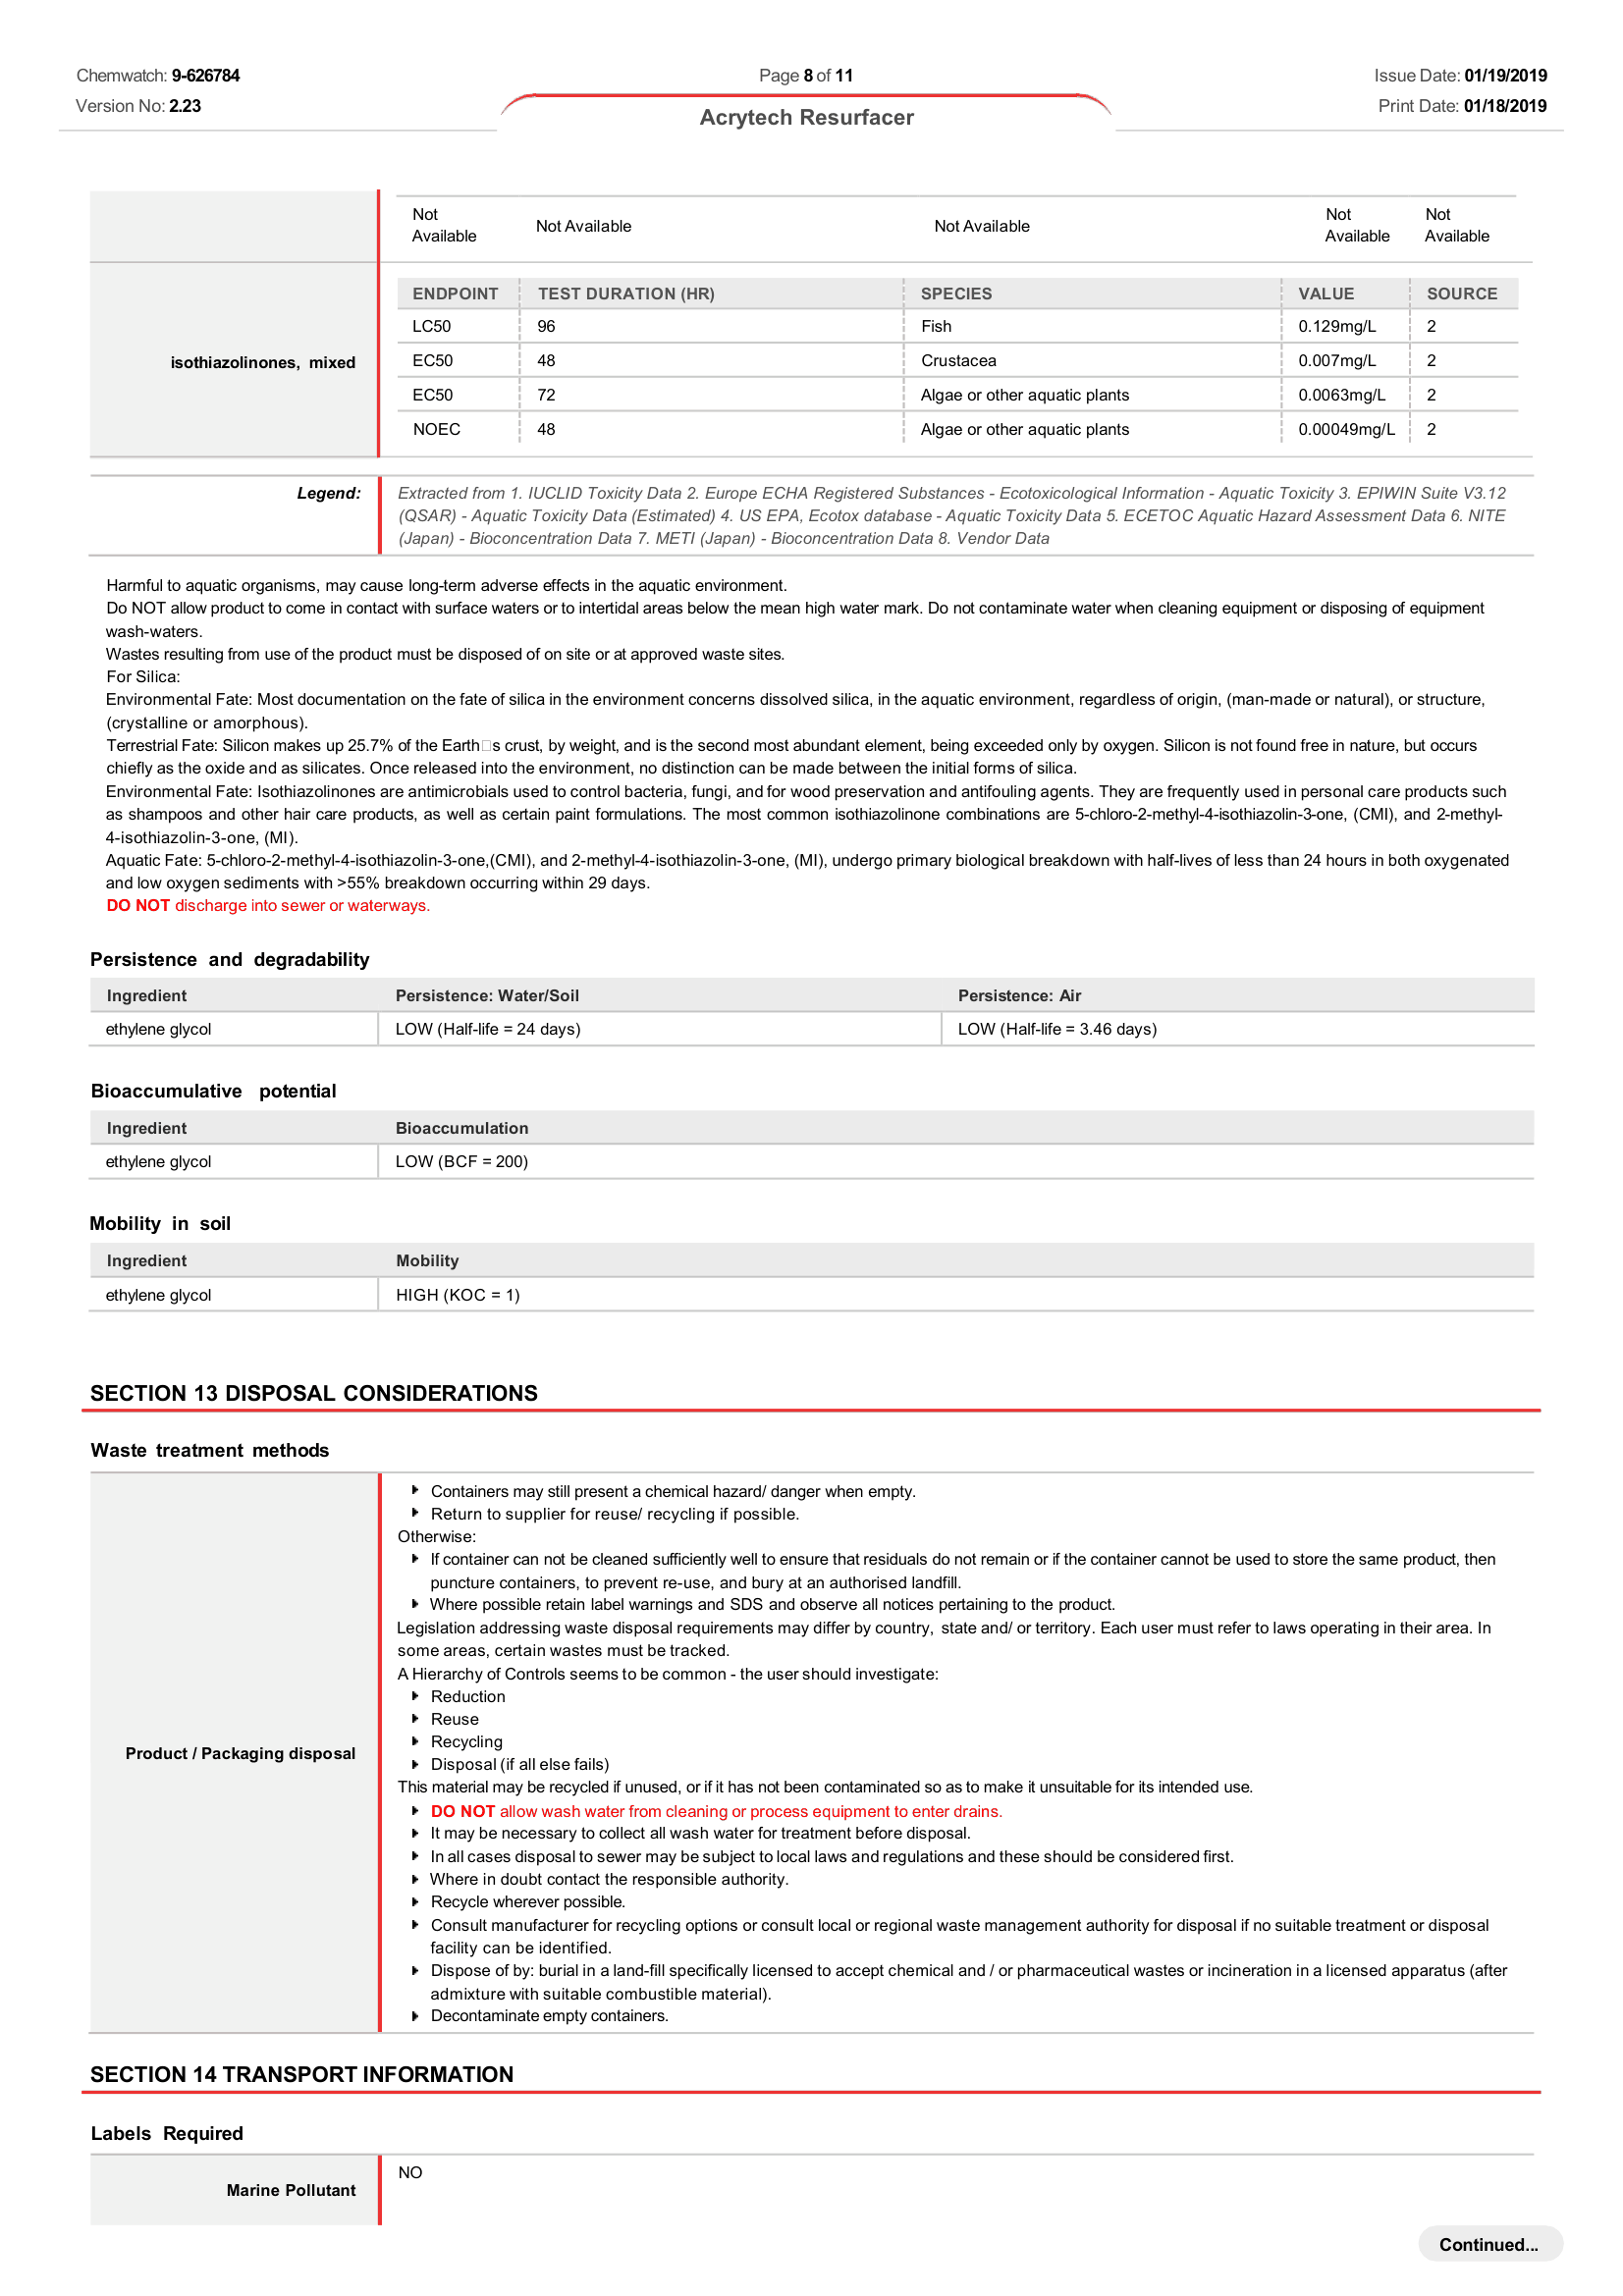 Chemwatch: 9-626784
Page 8 of 11
Issue Date: 01/19/2019
Version No: 2.23
Acrytech Resurfacer
Print Date: 01/18/2019
Not Available Not Available Not Available Not Available Not Available
isothiazolinones, mixed
ENDPOINT TEST DURATION (HR) SPECIES VALUE SOURCE
LC50 96 Fish 0.129mg/L 2
EC50 48 Crustacea 0.007mg/L 2
EC50 72 Algae or other aquatic plants 0.0063mg/L 2
NOEC 48 Algae or other aquatic plants 0.00049mg/L 2
Legend:
Extracted from 1. IUCLID Toxicity Data 2. Europe ECHA Registered Substances - Ecotoxicological Information - Aquatic Toxicity 3. EPIWIN Suite V3.12
(QSAR) - Aquatic Toxicity Data (Estimated) 4. US EPA, Ecotox database - Aquatic Toxicity Data 5. ECETOC Aquatic Hazard Assessment Data 6. NITE
(Japan) - Bioconcentration Data 7. METI (Japan) - Bioconcentration Data 8. Vendor Data
Harmful to aquatic organisms, may cause long-term adverse effects in the aquatic environment.
Do NOT allow product to come in contact with surface waters or to intertidal areas below the mean high water mark. Do not contaminate water when cleaning equipment or disposing of equipment
wash-waters.
Wastes resulting from use of the product must be disposed of on site or at approved waste sites.
For Silica:
Environmental Fate: Most documentation on the fate of silica in the environment concerns dissolved silica, in the aquatic environment, regardless of origin, (man-made or natural), or structure,
(crystalline or amorphous).
Terrestrial Fate: Silicon makes up 25.7% of the Earth□s crust, by weight, and is the second most abundant element, being exceeded only by oxygen. Silicon is not found free in nature, but occurs
chiefly as the oxide and as silicates. Once released into the environment, no distinction can be made between the initial forms of silica.
Environmental Fate: Isothiazolinones are antimicrobials used to control bacteria, fungi, and for wood preservation and antifouling agents. They are frequently used in personal care products such
as shampoos and other hair care products, as well as certain paint formulations. The most common isothiazolinone combinations are 5-chloro-2-methyl-4-isothiazolin-3-one, (CMI), and 2-methyl-
4-isothiazolin-3-one, (MI).
Aquatic Fate: 5-chloro-2-methyl-4-isothiazolin-3-one,(CMI), and 2-methyl-4-isothiazolin-3-one, (MI), undergo primary biological breakdown with half-lives of less than 24 hours in both oxygenated
and low oxygen sediments with >55% breakdown occurring within 29 days.
DO NOT discharge into sewer or waterways.
Persistence and degradability
Ingredient Persistence: Water/Soil Persistence: Air
ethylene glycol LOW (Half-life = 24 days) LOW (Half-life = 3.46 days)
Bioaccumulative potential
Ingredient Bioaccumulation
ethylene glycol LOW (BCF = 200)
Mobility in soil
Ingredient Mobility
ethylene glycol HIGH (KOC = 1)
SECTION 13 DISPOSAL CONSIDERATIONS
Waste treatment methods
Product / Packaging disposal
Containers may still present a chemical hazard/ danger when empty.
Return to supplier for reuse/ recycling if possible.
Otherwise:
If container can not be cleaned sufficiently well to ensure that residuals do not remain or if the container cannot be used to store the same product, then
puncture containers, to prevent re-use, and bury at an authorised landfill.
Where possible retain label warnings and SDS and observe all notices pertaining to the product.
Legislation addressing waste disposal requirements may differ by country, state and/ or territory. Each user must refer to laws operating in their area. In
some areas, certain wastes must be tracked.
A Hierarchy of Controls seems to be common - the user should investigate:
Reduction
Reuse
Recycling
Disposal (if all else fails)
This material may be recycled if unused, or if it has not been contaminated so as to make it unsuitable for its intended use.
DO NOT allow wash water from cleaning or process equipment to enter drains.
It may be necessary to collect all wash water for treatment before disposal.
In all cases disposal to sewer may be subject to local laws and regulations and these should be considered first.
Where in doubt contact the responsible authority.
Recycle wherever possible.
Consult manufacturer for recycling options or consult local or regional waste management authority for disposal if no suitable treatment or disposal
facility can be identified.
Dispose of by: burial in a land-fill specifically licensed to accept chemical and / or pharmaceutical wastes or incineration in a licensed apparatus (after
admixture with suitable combustible material).
Decontaminate empty containers.
SECTION 14 TRANSPORT INFORMATION
Labels Required
Marine Pollutant NO
Continued...